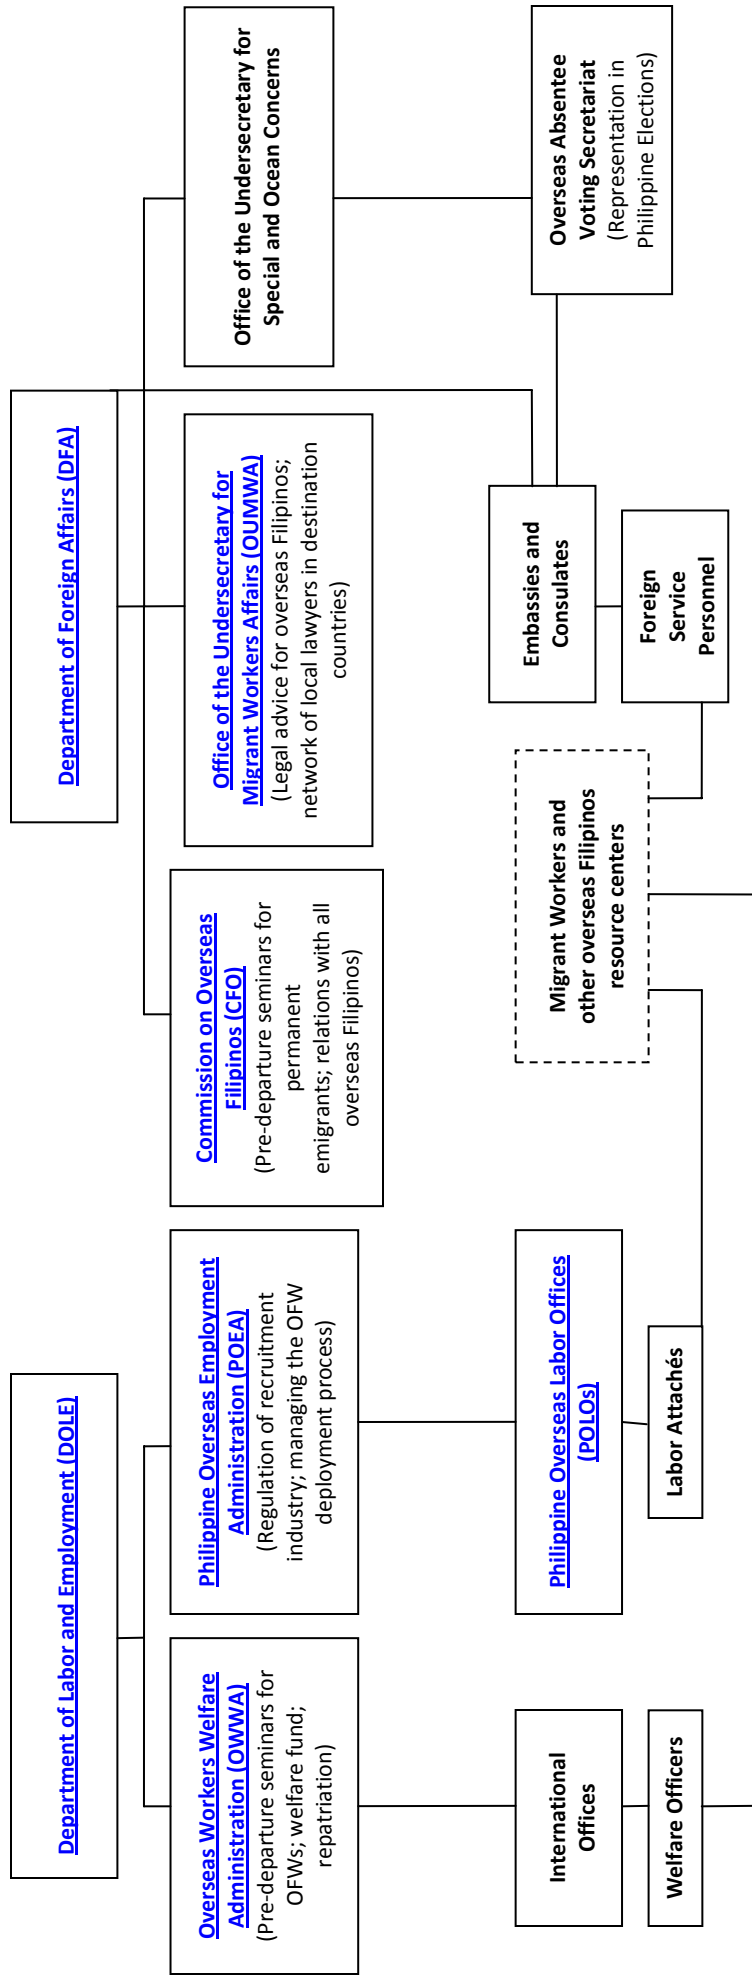 Department of Labor and Employment (DOLE)
Department of Foreign Affairs (DFA)
Overseas Workers Welfare
Administration (OWWA)
(Pre-departure seminars for
OFWs; welfare fund;
repatriation)
Philippine Overseas Employment
Administration (POEA)
(Regulation of recruitment
industry; managing the OFW
deployment process)
Commission on Overseas
Filipinos (CFO)
(Pre-departure seminars for
permanent
emigrants; relations with all
overseas Filipinos)
Office of the Undersecretary for
Migrant Workers Affairs (OUMWA)
(Legal advice for overseas Filipinos;
network of local lawyers in destination
countries)
Office of the Undersecretary for
Special and Ocean Concerns
International
Offices
Philippine Overseas Labor Offices
(POLOs)
Migrant Workers and
other overseas Filipinos
resource centers
Embassies and
Consulates
Overseas Absentee
Voting Secretariat
(Representation in
Philippine Elections)
Welfare Officers
Labor Attachés
Foreign
Service
Personnel